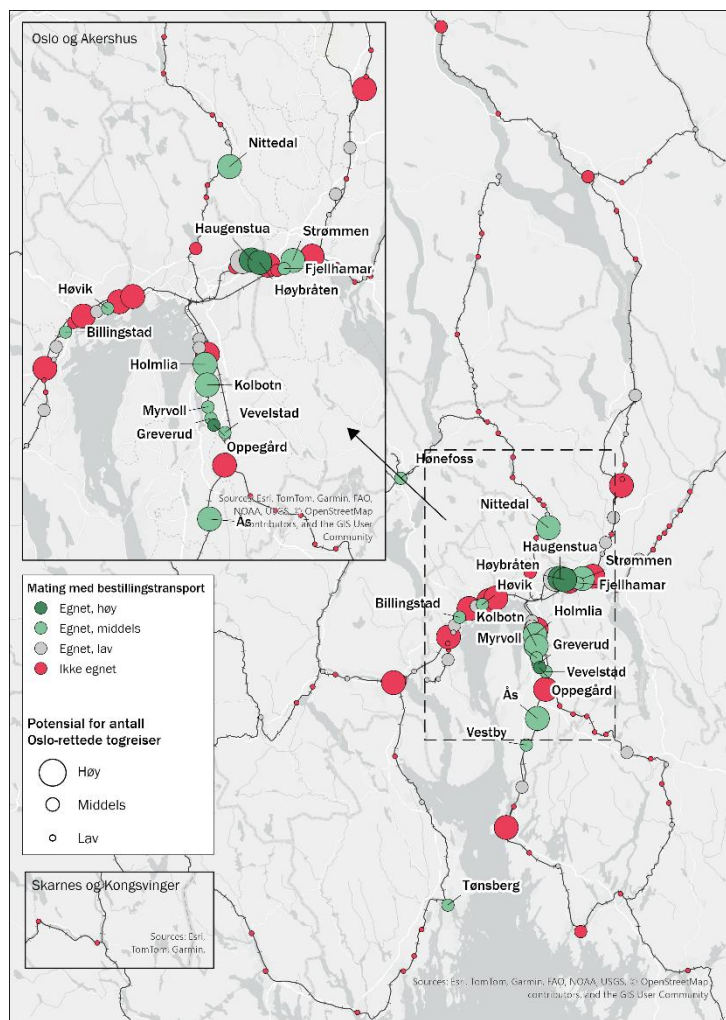 Oslo og Akershus
Nittedal
Haugenstua
Strømmen
Fjellhamar
Høybråten
Høvik
Billingstad
Holmlia
Kolbotn
Myrvoll
Vevelstad
Greverud
Oppegård
Ås
Sources: Esri, TomTom, Garmin, FAO,
NOAA, USGS, © OpenStreetMap
contributors, and the GIS User
Community
Hønefoss
Nittedal
Haugenstua
Høybråten
Strømmen
Høvik
Fjellhamar
Billingstad
Kolbotn
Holmlia
Myrvoll
Greverud
Vevelstad
Oppegård
Ås
Vestby
Tønsberg
Mating med bestillingstransport
Egnet, høy
Egnet, middels
Egnet, lav
Ikke egnet
Potensial for antall
Oslo-rettede togreiser
Høy
Middels
Lav
Skarnes og Kongsvinger
Sources: Esri,
TomTom, Garmin,
Sources: Esri, TomTom, Garmin, FAO, NOAA, USGS, © OpenStreetMap
contributors, and the GIS User Community